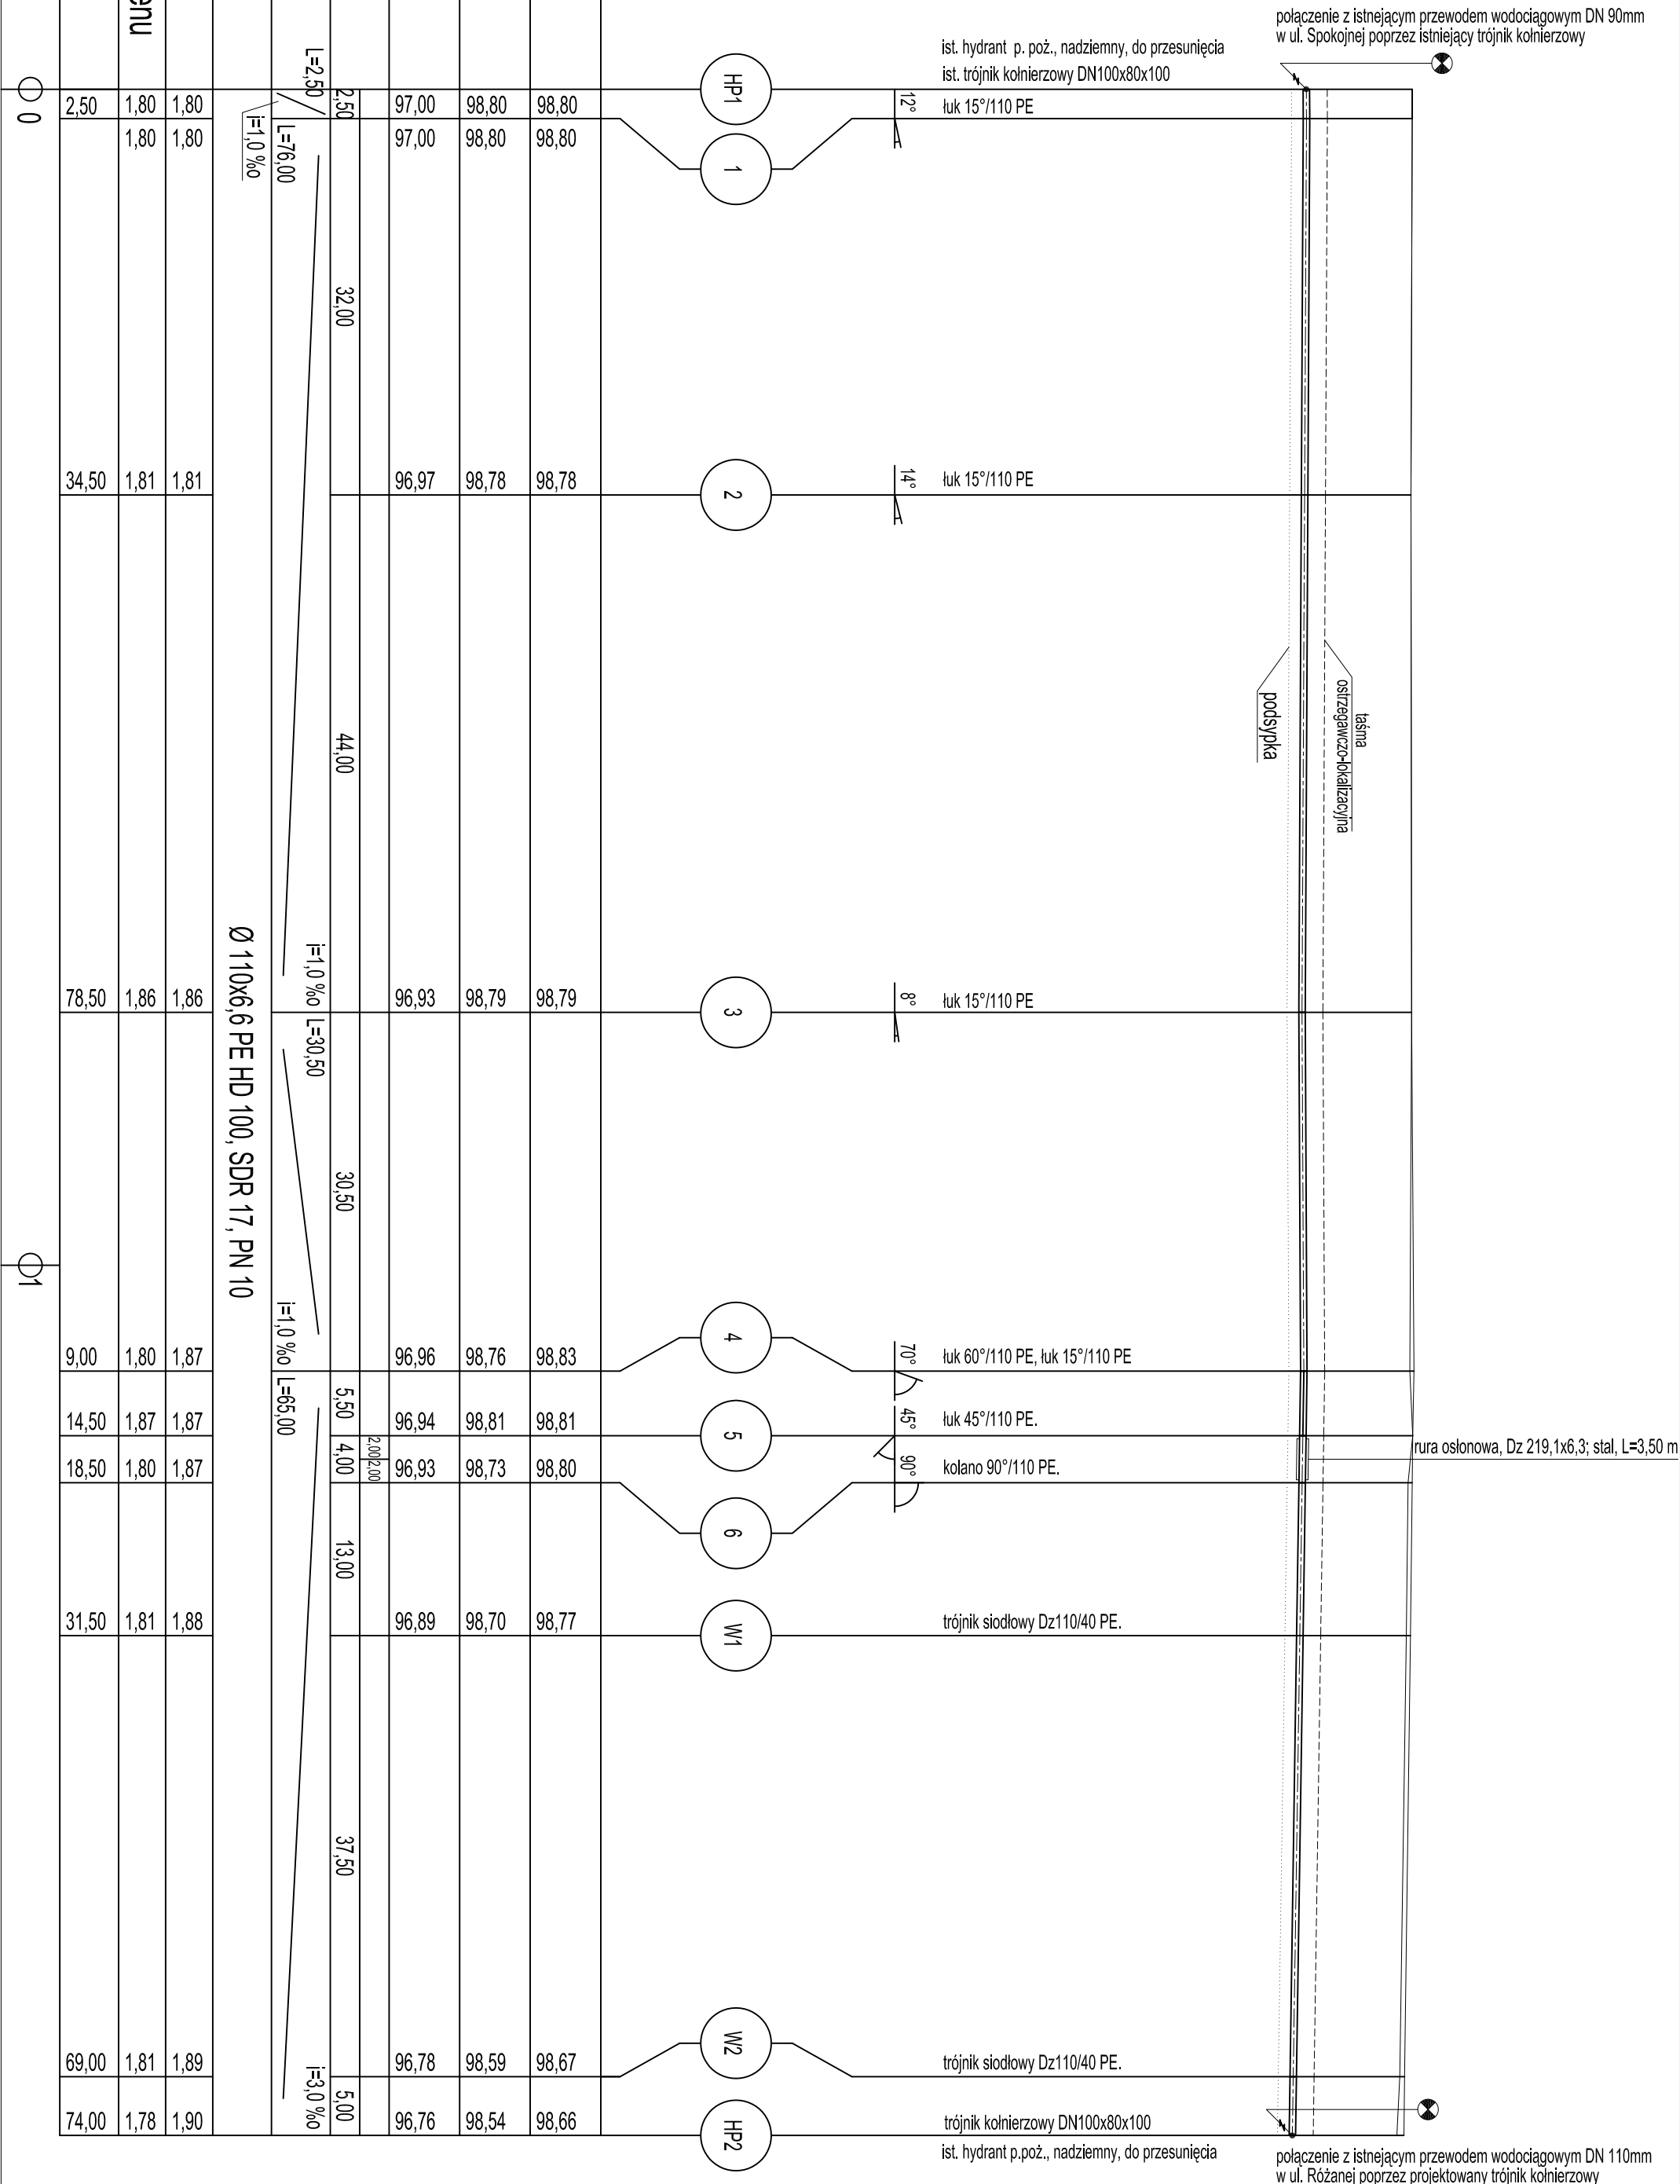 połączenie z istniejącym przewodem wodociągowym DN 90mm
w ul. Spokojnej poprzez istniejący trójnik kołnierzowy
ist. hydrant p. poż., nadziemny, do przesunięcia
ist. trójnik kołnierzowy DN100x80x100
enu
L=2,50
HP1
2,50 1,80 1,80 2,50 97,00 98,80 98,80 12° łuk 15°/110 PE
0
1,80 1,80 97,00 98,80 98,80
i=1,0 ‰
L=76,00
1
32,00
34,50 1,81 1,81 96,97 98,78 98,78 2 14° łuk 15°/110 PE
taśma
ostrzegawczo-lokalizacyjna
podsypka
44,00
i=1,0 ‰
78,50 1,86 1,86 96,93 98,79 98,79 3 8° łuk 15°/110 PE
L=30,50
Ø 110x6,6 PE HD 100, SDR 17, PN 10
30,50
1
i=1,0 ‰
4
9,00 1,80 1,87 96,96 98,76 98,83 70° łuk 60°/110 PE, łuk 15°/110 PE
L=65,00
5,50
14,50 1,87 1,87 96,94 98,81 98,81 5 45° łuk 45°/110 PE.
4,00 2,00 2,00
rura osłonowa, Dz 219,1x6,3; stal, L=3,50 m
18,50 1,80 1,87 96,93 98,73 98,80 90° kolano 90°/110 PE.
6
13,00
31,50 1,81 1,88 96,89 98,70 98,77 W1 trójnik siodłowy Dz110/40 PE.
37,50
W2
69,00 1,81 1,89 96,78 98,59 98,67 trójnik siodłowy Dz110/40 PE.
i=3,0 ‰
5,00
74,00 1,78 1,90 96,76 98,54 98,66 HP2 trójnik kołnierzowy DN100x80x100
ist. hydrant p.poż., nadziemny, do przesunięcia
połączenie z istniejącym przewodem wodociągowym DN 110mm
w ul. Różanej poprzez projektowany trójnik kołnierzowy